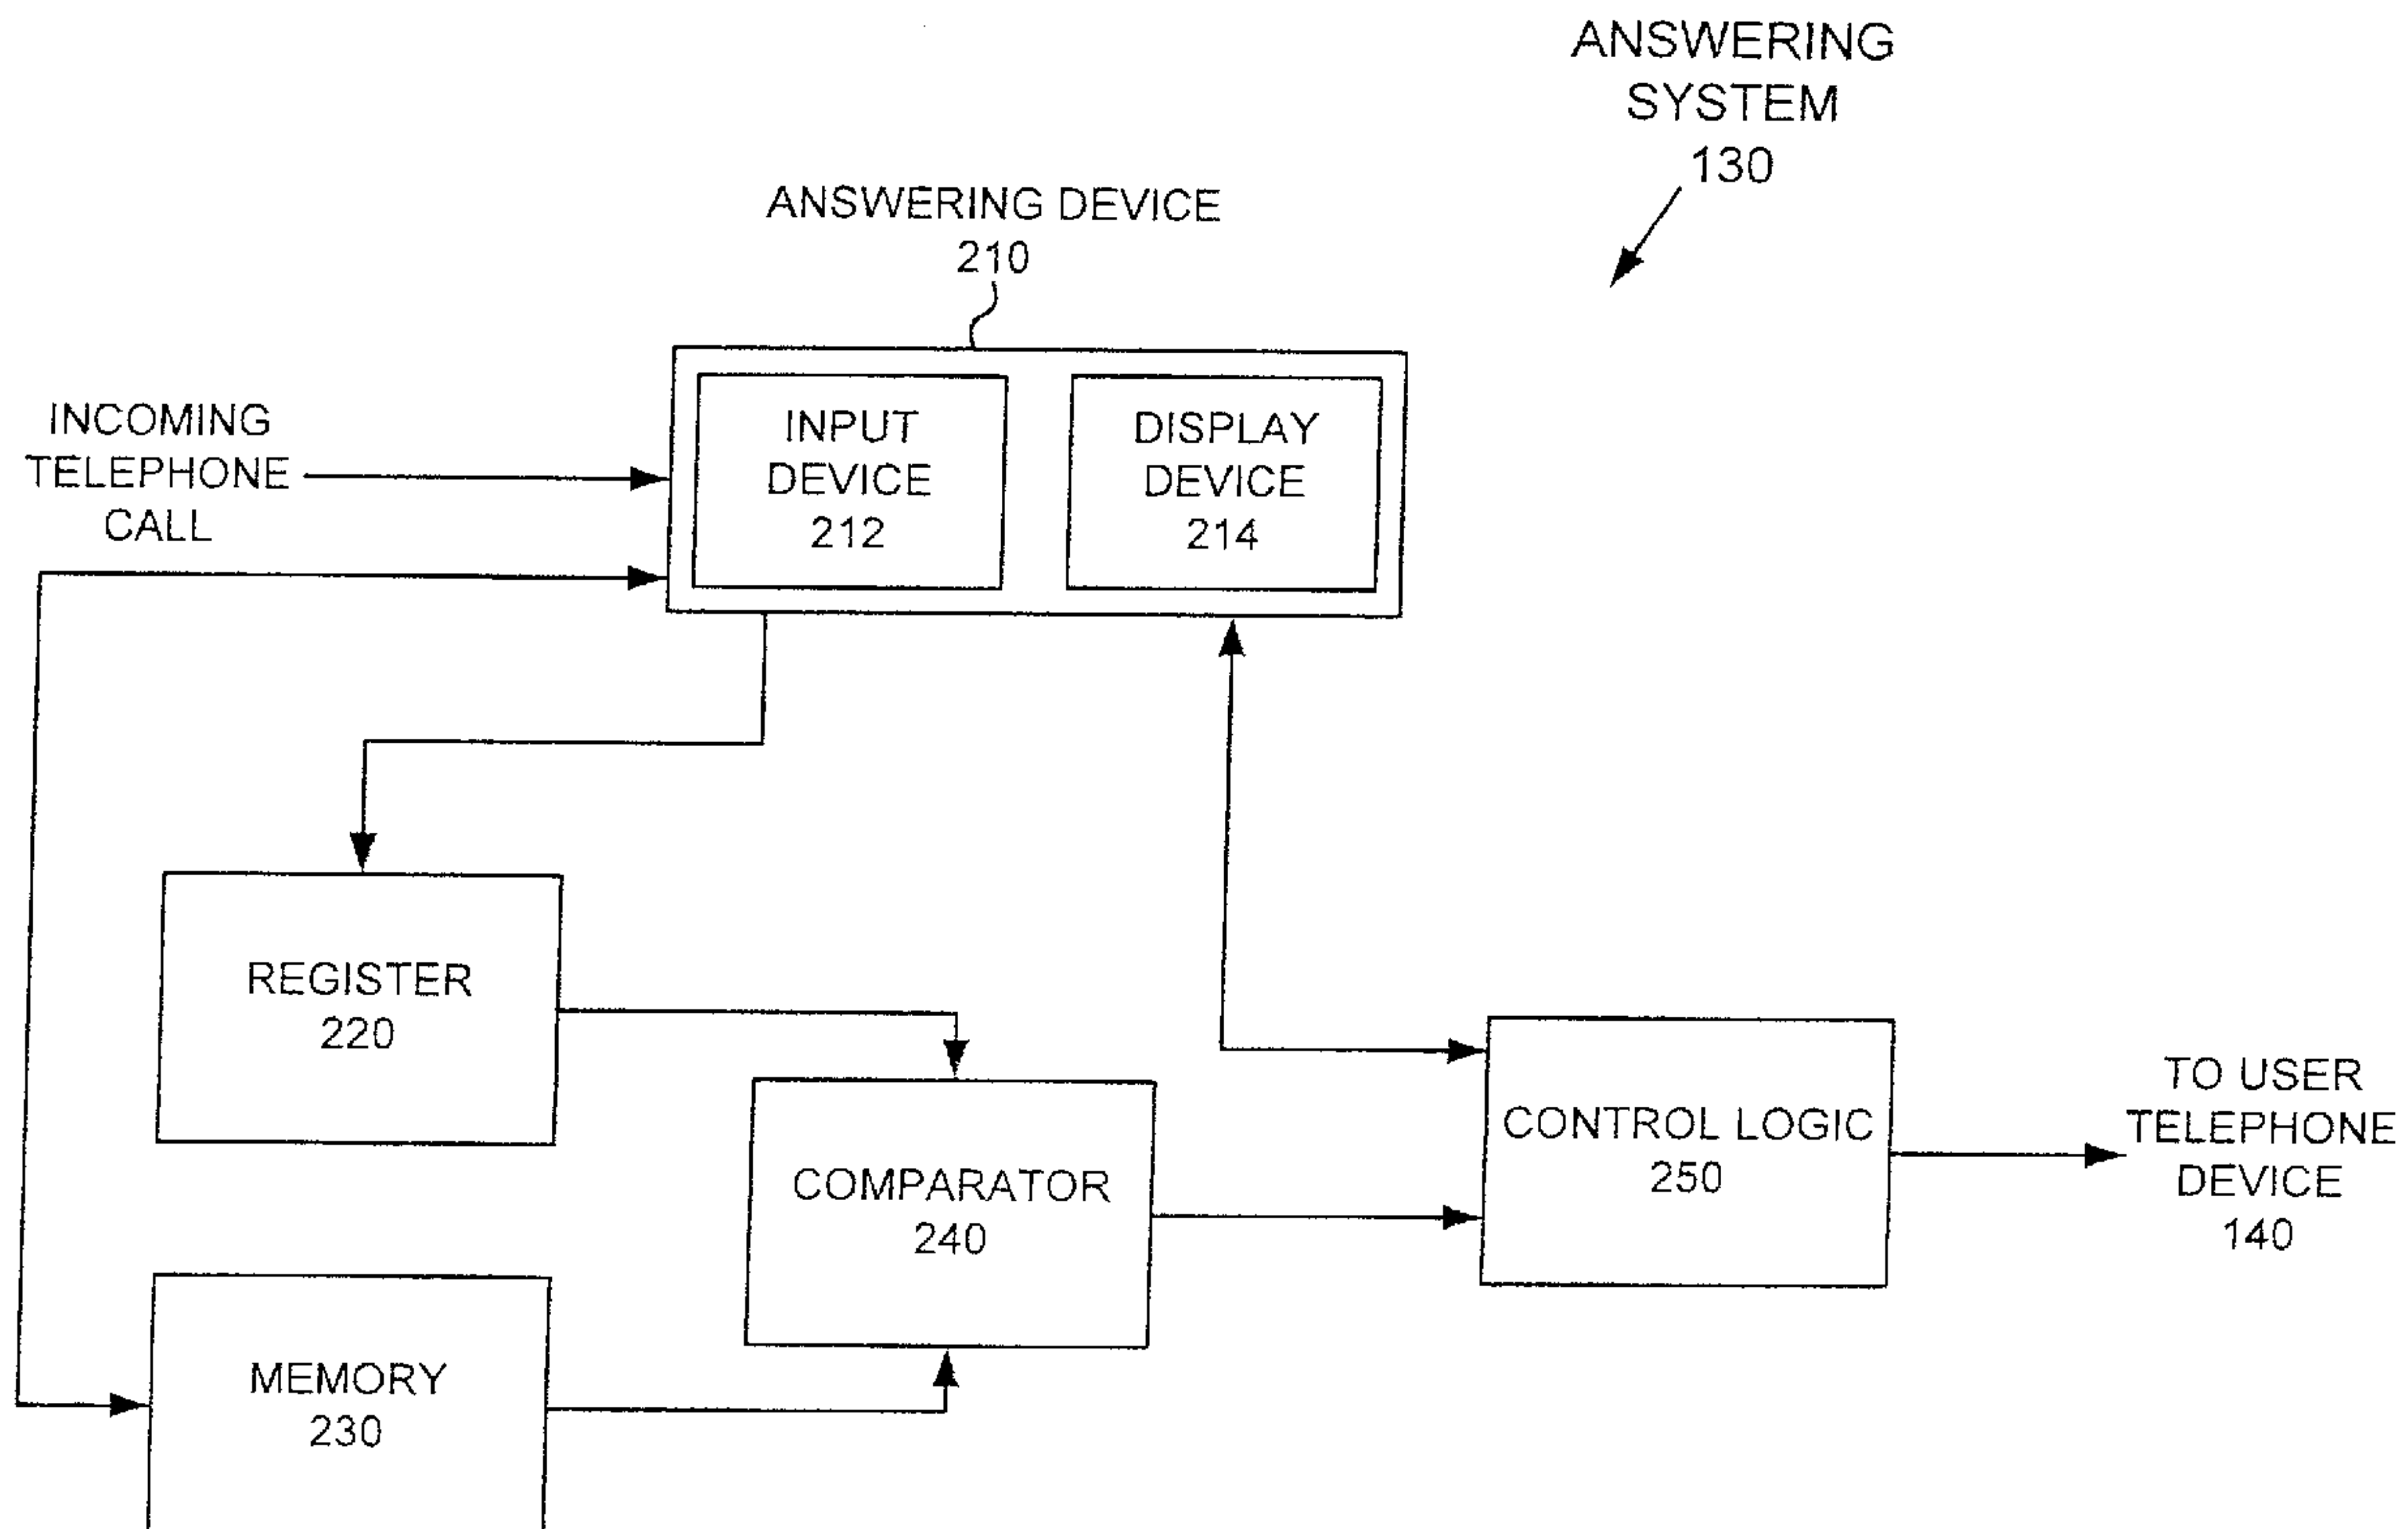 ANSWERING
SYSTEM
130
ANSWERING DEVICE
210
INCOMING
TELEPHONE
CALL
INPUT
DEVICE
212
DISPLAY
DEVICE
214
REGISTER
220
COMPARATOR
240
CONTROL LOGIC
250
TO USER
TELEPHONE
DEVICE
140
MEMORY
230